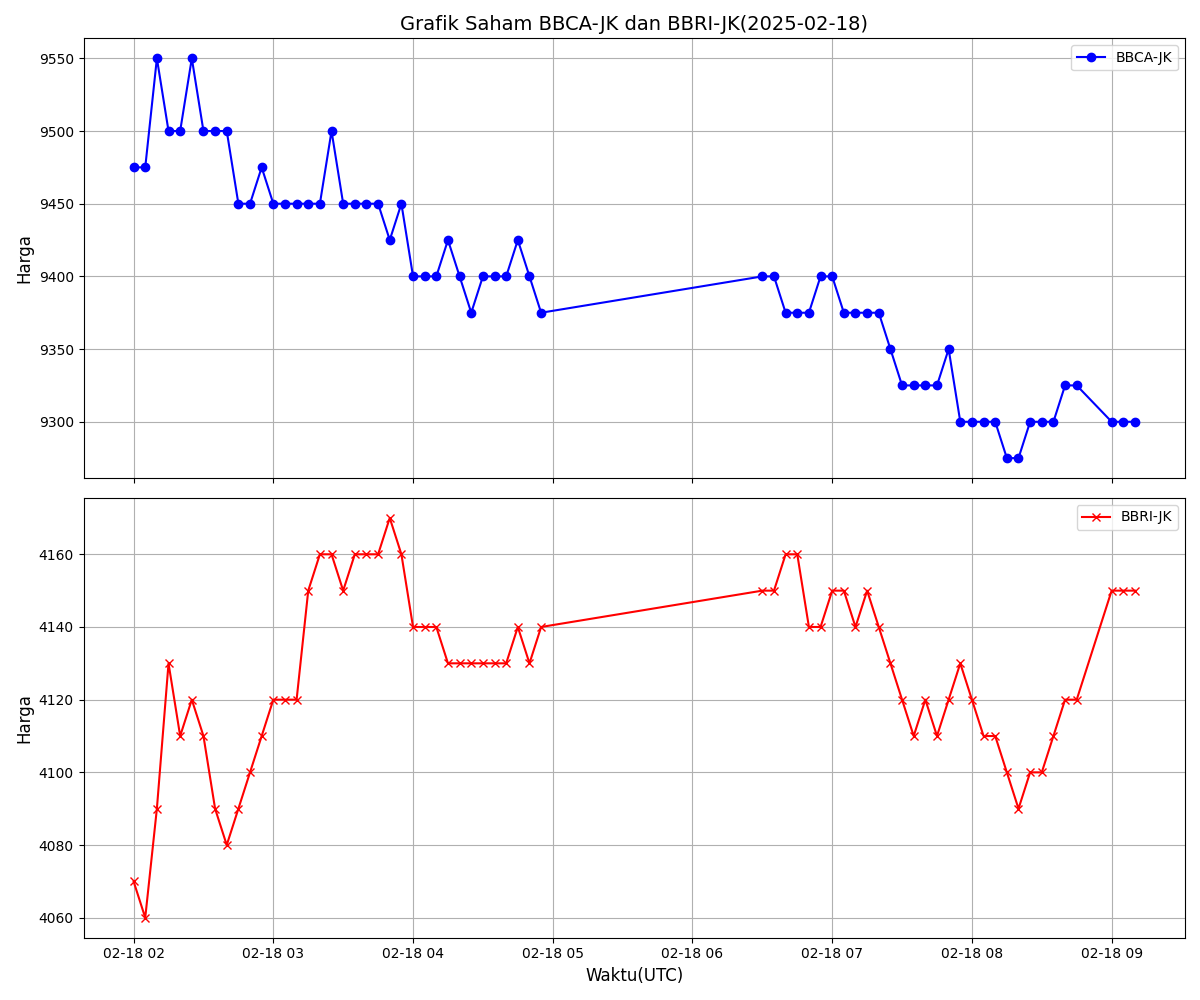 Grafik Saham BBCA-JK dan BBRI-JK(2025-02-18)
BBCA-JK
Harga
9550
9500
9450
9400
9350
9300
BBRI-JK
Harga
4160
4140
4120
4100
4080
4060
02-18 02 02-18 03 02-18 04 02-18 05 02-18 06 02-18 07 02-18 08 02-18 09
Waktu(UTC)